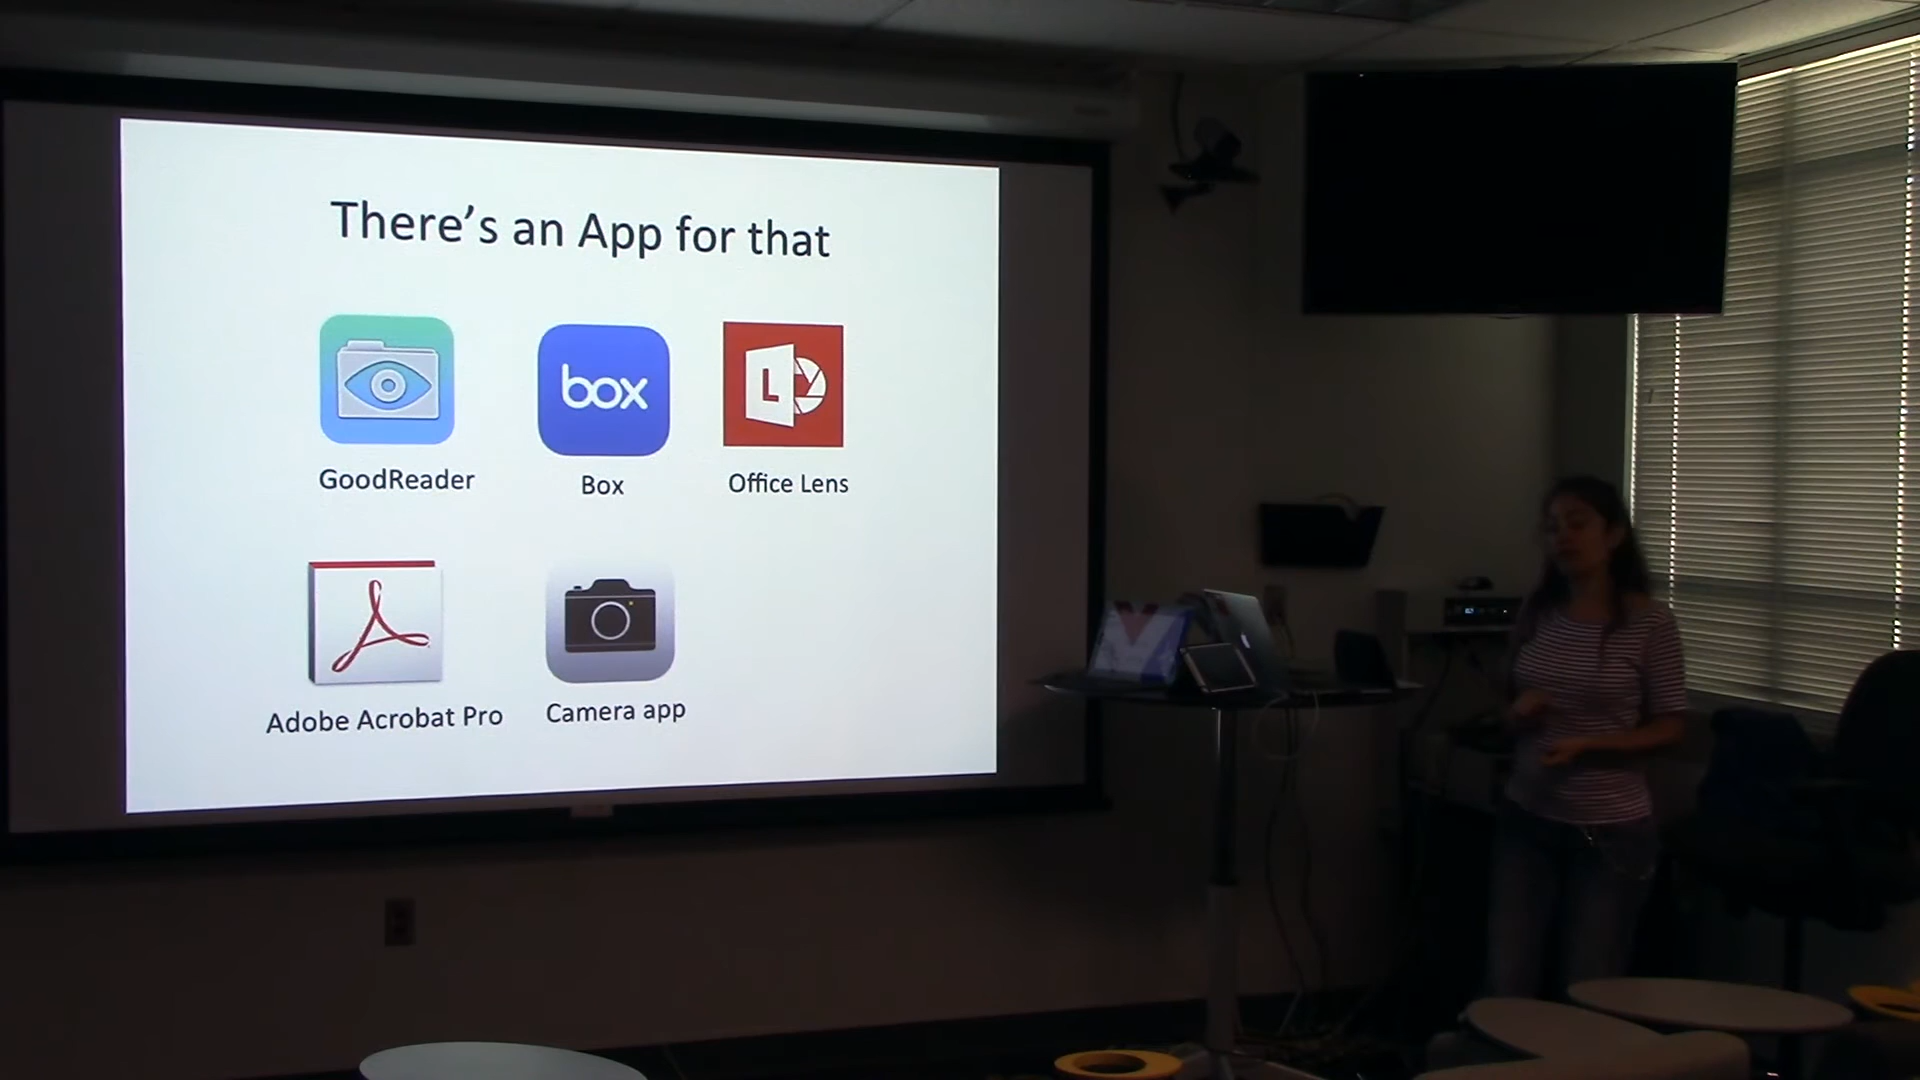 There's an App for that
box
L
GoodReader
Box
Office Lens
Adobe Acrobat Pro
Camera app